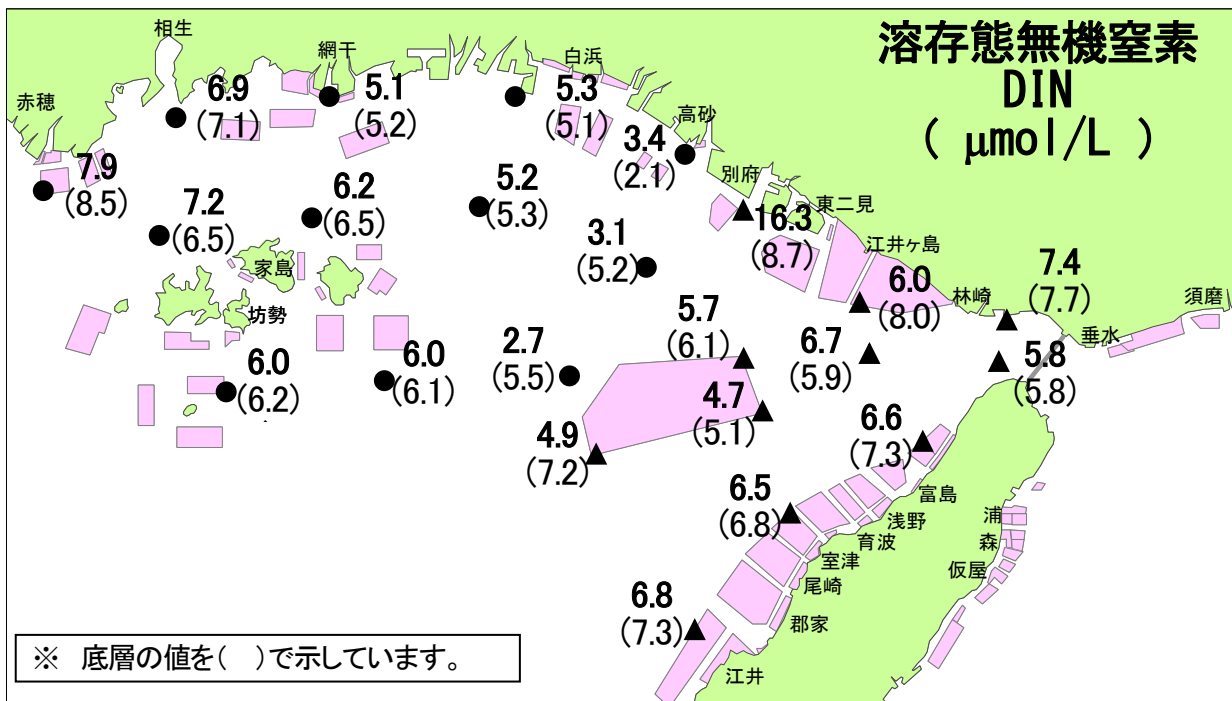 溶存態無機窒素
DIN
( μmol/L )
相生
網干
白浜
赤穂
高砂
別府
東二見
江井ヶ島
林崎
須磨
垂水
家島
坊勢
6.9
(7.1)
5.1
(5.2)
5.3
(5.1)
3.4
(2.1)
7.9
(8.5)
7.2
(6.5)
6.2
(6.5)
5.2
(5.3)
3.1
(5.2)
16.3
(8.7)
6.0
(8.0)
7.4
(7.7)
5.7
(6.1)
6.7
(5.9)
5.8
(5.8)
6.0
(6.2)
6.0
(6.1)
2.7
(5.5)
4.7
(5.1)
4.9
(7.2)
6.6
(7.3)
6.5
(6.8)
6.8
(7.3)
富島
浅野
育波
室津
尾崎
郡家
江井
浦
森
仮屋
※ 底層の値を( )で示しています。